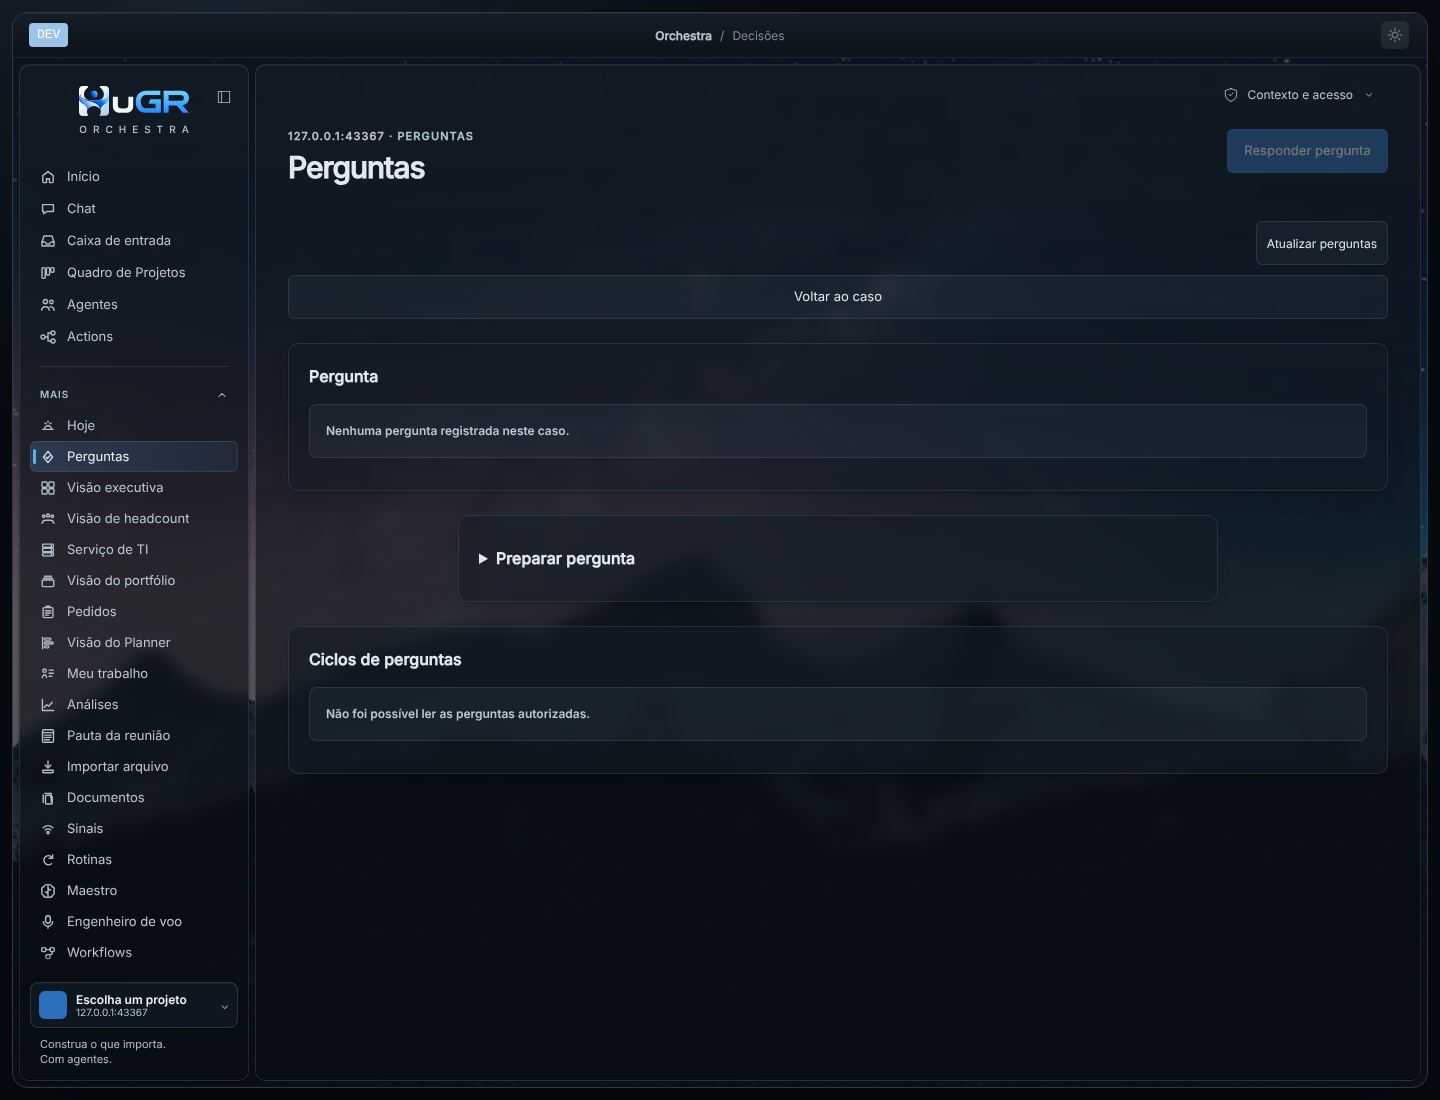 DEV
Orchestra / Decisões
HuGR
ORCHESTRA
Início
Chat
Caixa de entrada
Quadro de Projetos
Agentes
Actions
MAIS
Hoje
Perguntas
Visão executiva
Visão de headcount
Serviço de TI
Visão do portfólio
Pedidos
Visão do Planner
Meu trabalho
Análises
Pauta da reunião
Importar arquivo
Documentos
Sinais
Rotinas
Maestro
Engenheiro de voo
Workflows
Escolha um projeto
127.0.0.1:43367
Construa o que importa.
Com agentes.
Contexto e acesso
127.0.0.1:43367 · PERGUNTAS
Perguntas
Responder pergunta
Atualizar perguntas
Voltar ao caso
Pergunta
Nenhuma pergunta registrada neste caso.
Preparar pergunta
Ciclos de perguntas
Não foi possível ler as perguntas autorizadas.